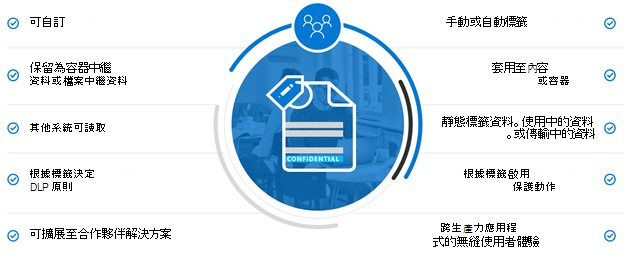 可自訂
保留為容器中繼
資料或檔案中繼資料
其他系統可讀取
根據標籤決定
DLP 原則
可擴展至合作夥伴解決方案
CONFIDENTIAL
手動或自動標籤
套用至內容
或容器
靜態標籤資料。使用中的資料
。或傳輸中的資料
根據標籤啟用
保護動作
跨生產力應用程
式的無縫使用者體驗